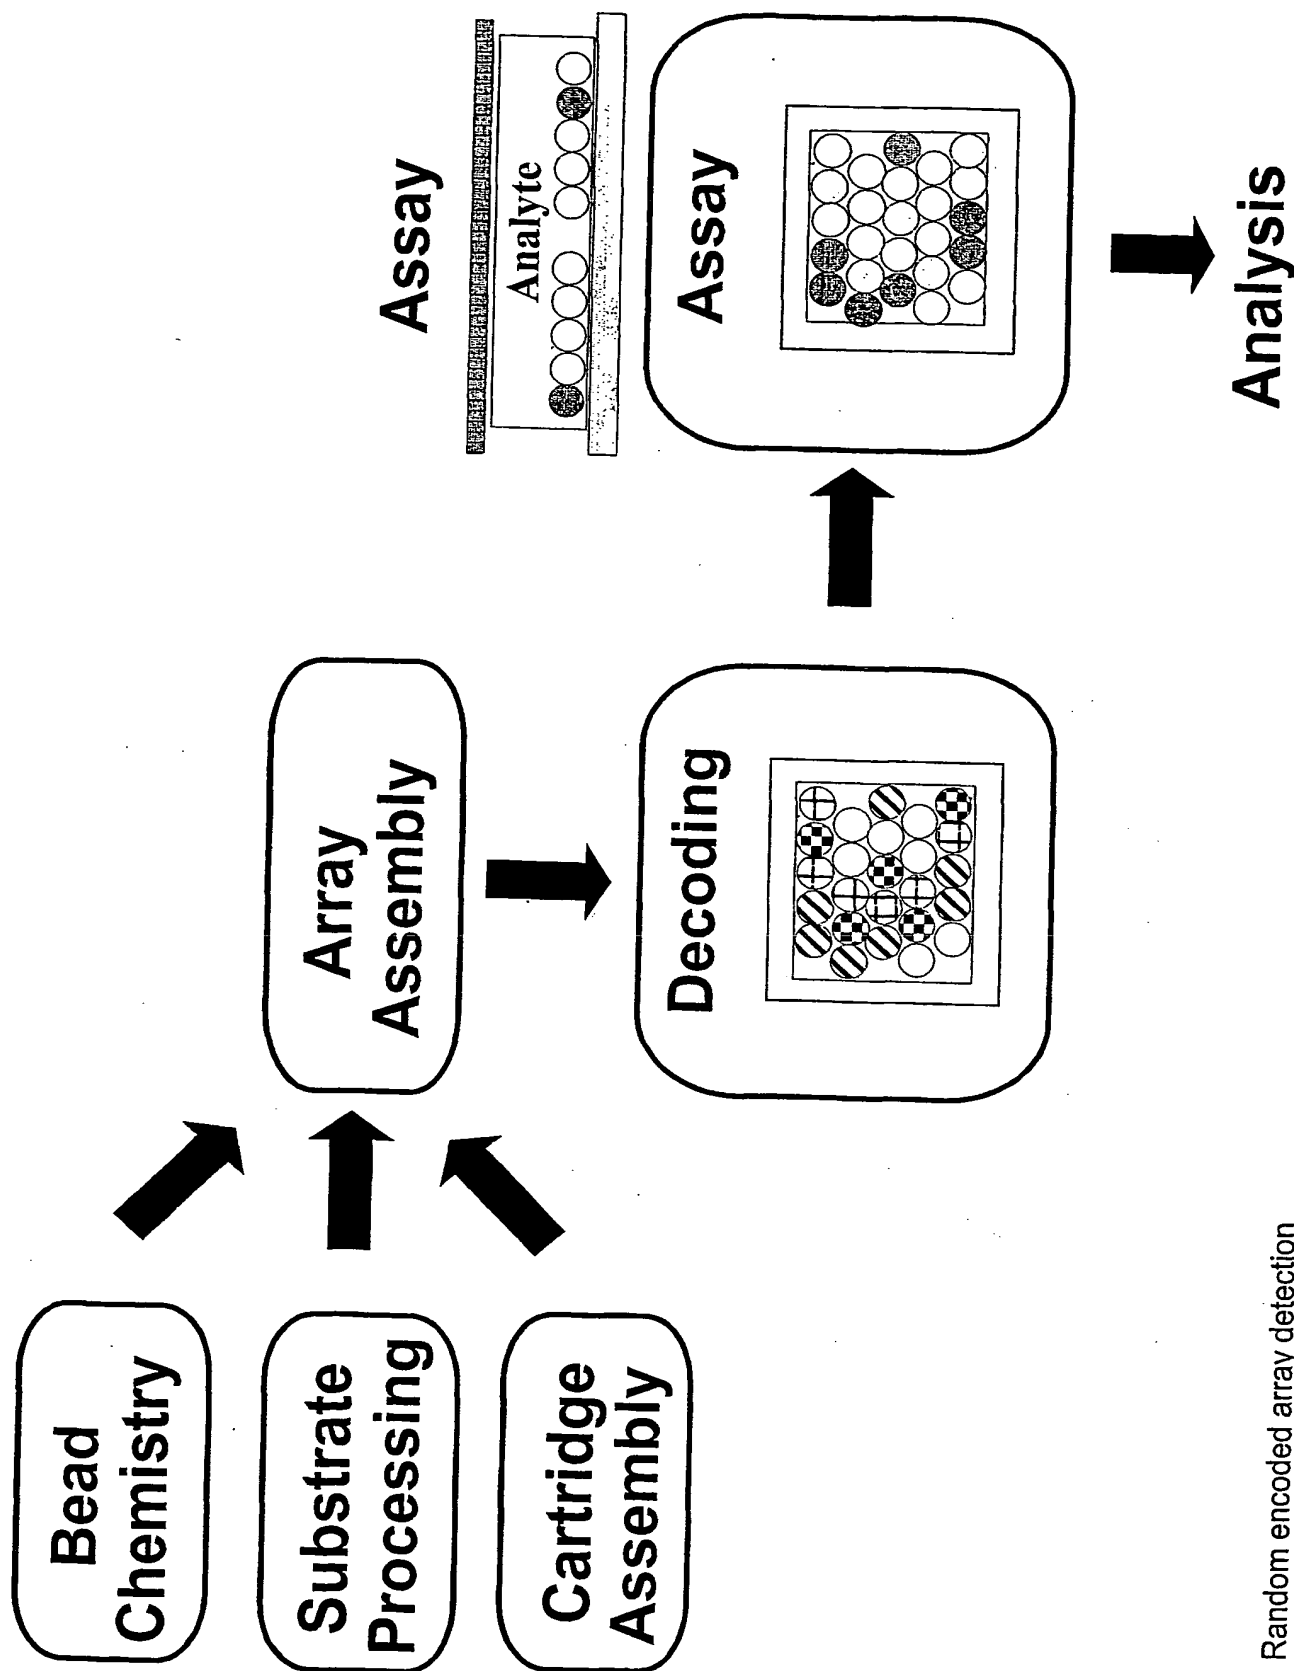 Bead
Chemistry
Substrate
Processing
Cartridge
Assembly
Array
Assembly
Decoding
Assay
Analyte
Assay
Analysis
Random encoded array detection